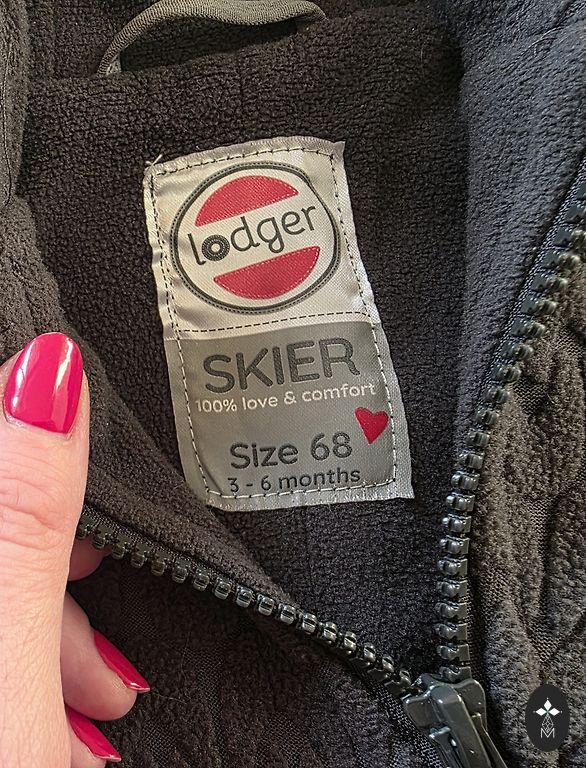 lodger
SKIER
100% love & comfort
Size 68
3 - 6 months
M